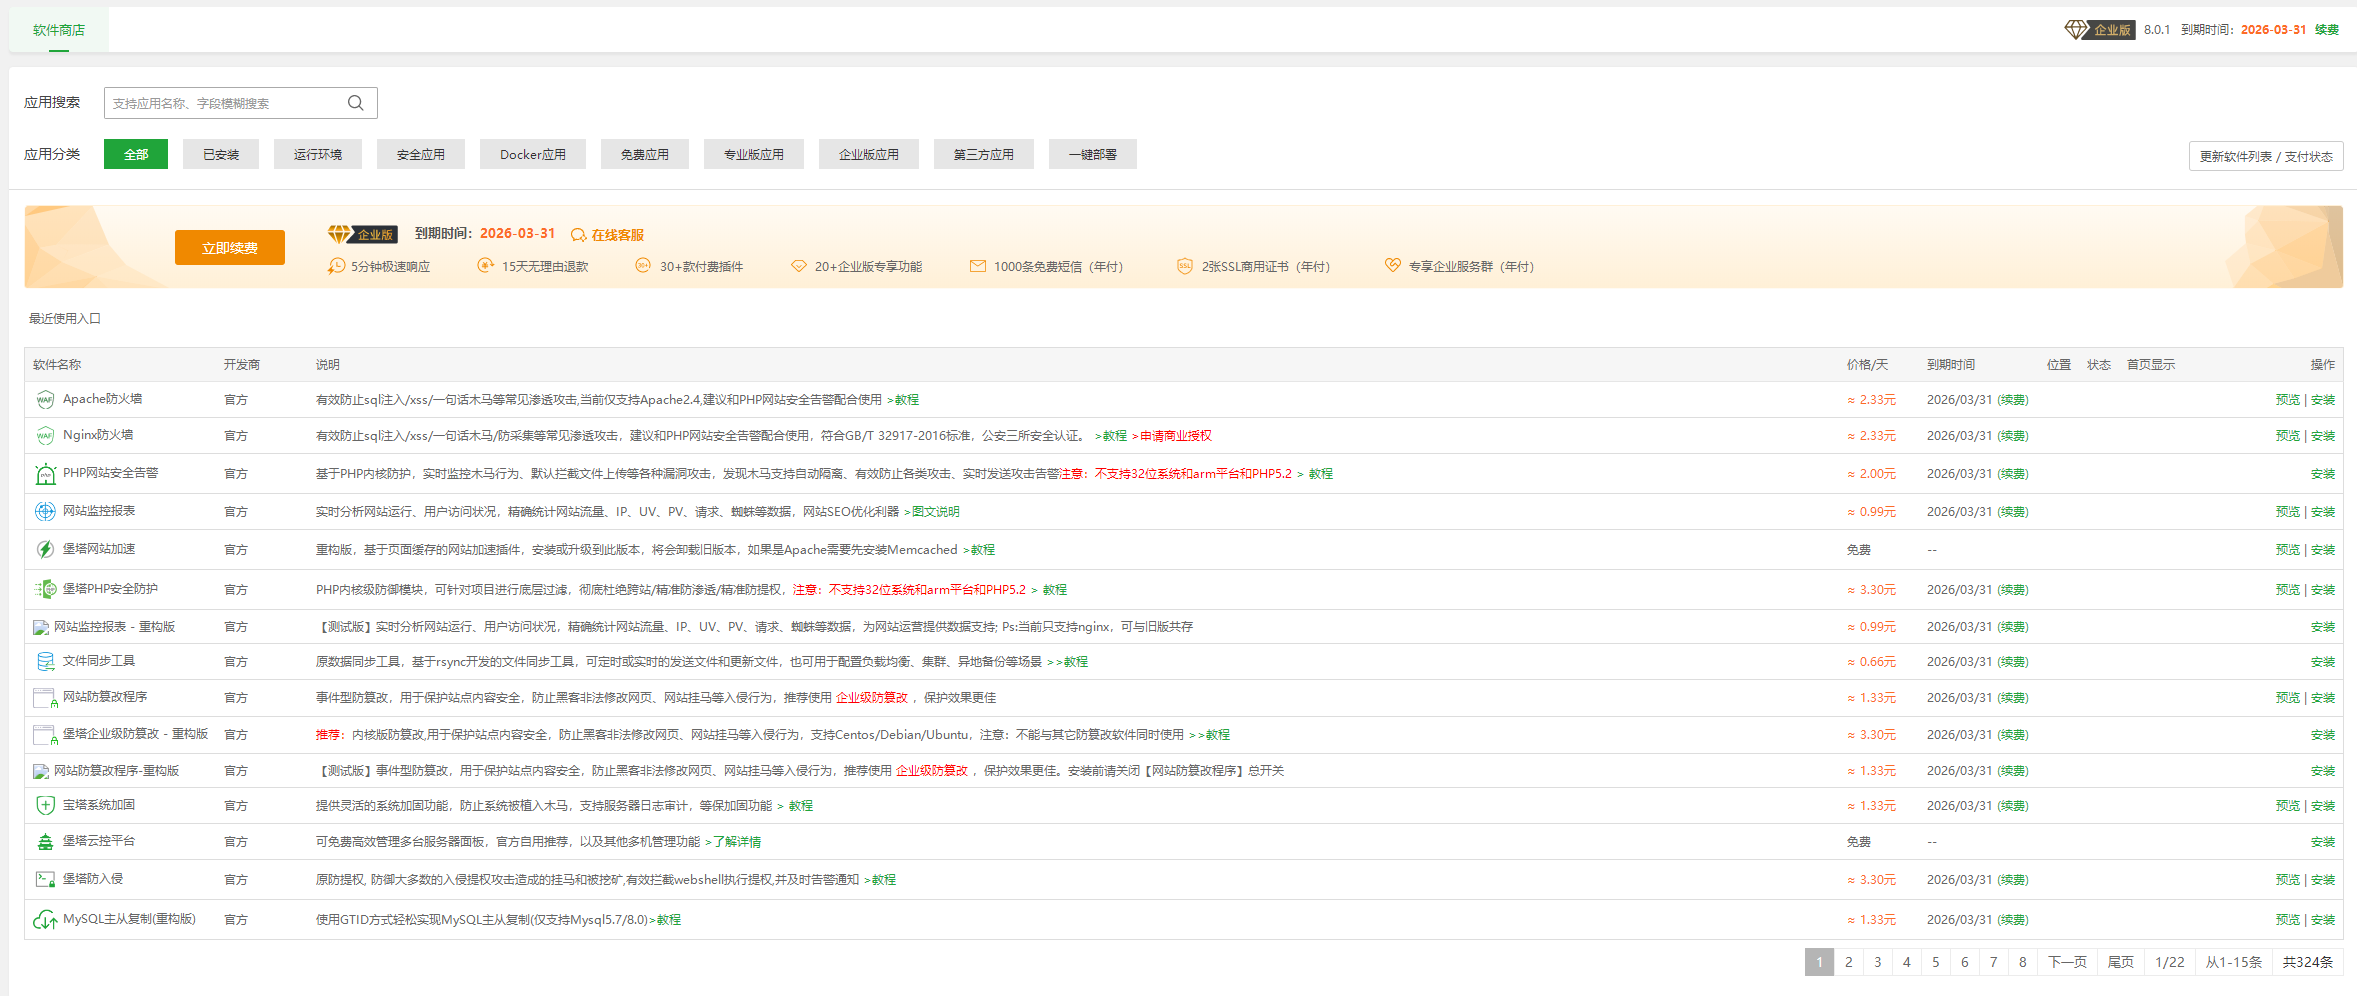 软件商店
企业版 8.0.1 到期时间：2026-03-31 续费
应用搜索 支持应用名称、字段模糊搜索
应用分类 全部 已安装 运行环境 安全应用 Docker应用 免费应用 专业版应用 企业版应用 第三方应用 一键部署 更新软件列表 / 支付状态
立即续费
企业版 到期时间：2026-03-31 在线客服
5分钟极速响应 15天无理由退款 30+款付费插件 20+企业版专享功能 1000条免费短信（年付） 2张SSL商用证书（年付） 专享企业服务群（年付）
最近使用入口
软件名称 开发商 说明 价格/天 到期时间 位置 状态 首页显示 操作
Apache防火墙 官方 有效防止sql注入/xss/一句话木马等常见渗透攻击,当前仅支持Apache2.4,建议和PHP网站安全告警配合使用 >教程 ≈ 2.33元 2026/03/31 (续费) 预览 | 安装
Nginx防火墙 官方 有效防止sql注入/xss/一句话木马/防采集等常见渗透攻击，建议和PHP网站安全告警配合使用，符合GB/T 32917-2016标准，公安三所安全认证。 >教程 >申请商业授权 ≈ 2.33元 2026/03/31 (续费) 预览 | 安装
PHP网站安全告警 官方 基于PHP内核防护，实时监控木马行为、默认拦截文件上传等各种漏洞攻击，发现木马支持自动隔离、有效防止各类攻击、实时发送攻击告警注意：不支持32位系统和arm平台和PHP5.2 > 教程 ≈ 2.00元 2026/03/31 (续费) 安装
网站监控报表 官方 实时分析网站运行、用户访问状况，精确统计网站流量、IP、UV、PV、请求、蜘蛛等数据，网站SEO优化利器 >图文说明 ≈ 0.99元 2026/03/31 (续费) 预览 | 安装
堡塔网站加速 官方 重构版，基于页面缓存的网站加速插件，安装或升级到此版本，将会卸载旧版本，如果是Apache需要先安装Memcached >教程 免费 -- 预览 | 安装
堡塔PHP安全防护 官方 PHP内核级防御模块，可针对项目进行底层过滤，彻底杜绝跨站/精准防渗透/精准防提权，注意：不支持32位系统和arm平台和PHP5.2 > 教程 ≈ 3.30元 2026/03/31 (续费) 预览 | 安装
网站监控报表 - 重构版 官方 【测试版】实时分析网站运行、用户访问状况，精确统计网站流量、IP、UV、PV、请求、蜘蛛等数据，为网站运营提供数据支持; Ps:当前只支持nginx，可与旧版共存 ≈ 0.99元 2026/03/31 (续费) 安装
文件同步工具 官方 原数据同步工具，基于rsync开发的文件同步工具，可定时或实时的发送文件和更新文件，也可用于配置负载均衡、集群、异地备份等场景 >>教程 ≈ 0.66元 2026/03/31 (续费) 安装
网站防篡改程序 官方 事件型防篡改，用于保护站点内容安全，防止黑客非法修改网页、网站挂马等入侵行为，推荐使用 企业级防篡改 ，保护效果更佳 ≈ 1.33元 2026/03/31 (续费) 预览 | 安装
堡塔企业级防篡改 - 重构版 官方 推荐：内核版防篡改,用于保护站点内容安全，防止黑客非法修改网页、网站挂马等入侵行为，支持Centos/Debian/Ubuntu，注意：不能与其它防篡改软件同时使用 >>教程 ≈ 3.30元 2026/03/31 (续费) 安装
网站防篡改程序-重构版 官方 【测试版】事件型防篡改，用于保护站点内容安全，防止黑客非法修改网页、网站挂马等入侵行为，推荐使用 企业级防篡改 ，保护效果更佳。安装前请关闭【网站防篡改程序】总开关 ≈ 1.33元 2026/03/31 (续费) 安装
宝塔系统加固 官方 提供灵活的系统加固功能，防止系统被植入木马，支持服务器日志审计，等保加固功能 > 教程 ≈ 1.33元 2026/03/31 (续费) 预览 | 安装
堡塔云控平台 官方 可免费高效管理多台服务器面板，官方自用推荐，以及其他多机管理功能 >了解详情 免费 -- 安装
堡塔防入侵 官方 原防提权, 防御大多数的入侵提权攻击造成的挂马和被挖矿,有效拦截webshell执行提权,并及时告警通知 >教程 ≈ 3.30元 2026/03/31 (续费) 预览 | 安装
MySQL主从复制(重构版) 官方 使用GTID方式轻松实现MySQL主从复制(仅支持Mysql5.7/8.0)>教程 ≈ 1.33元 2026/03/31 (续费) 预览 | 安装
1 2 3 4 5 6 7 8 下一页 尾页 1/22 从1-15条 共324条